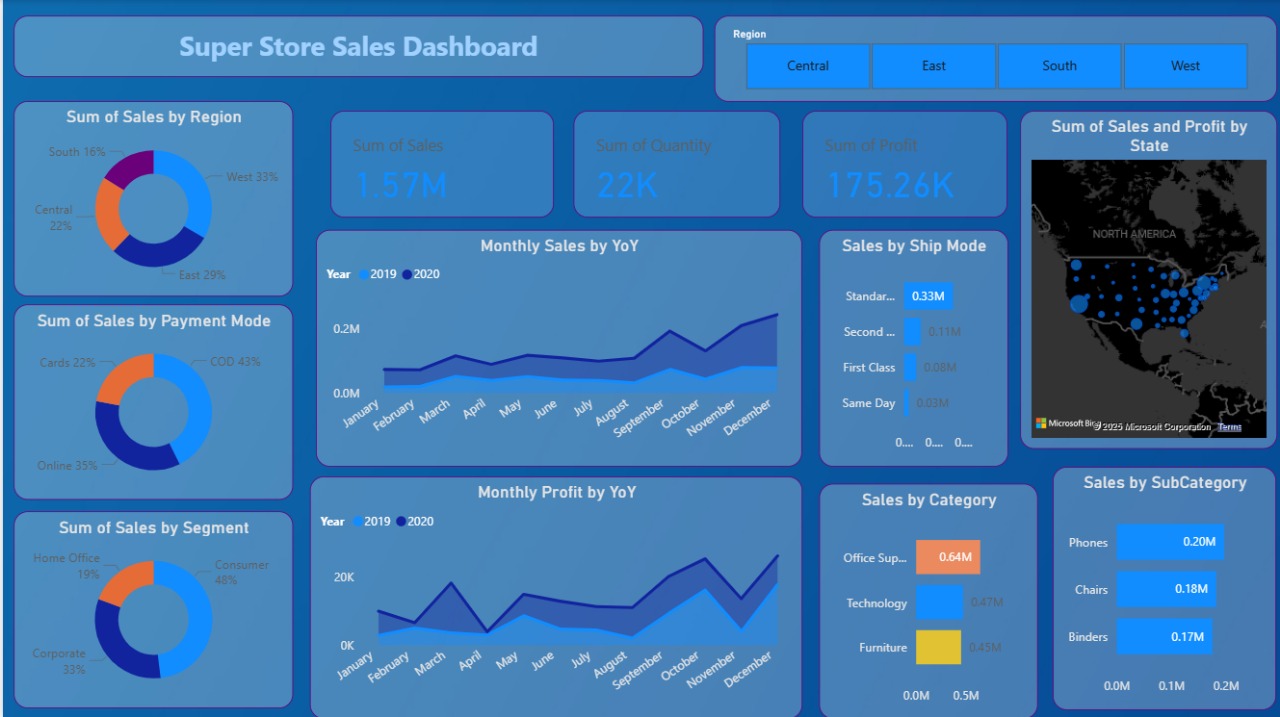 Super Store Sales Dashboard
Region
Central
East
South
West
Sum of Sales by Region
South 16%
West 33%
Central
22%
East 29%
Sum of Sales
1.57M
Sum of Quantity
22K
Sum of Profit
175.26K
Sum of Sales and Profit by
State
NORTH AMERICA
Microsoft Bing
© 2025 Microsoft Corporation
Terms
Sum of Sales by Payment Mode
Cards 22%
COD 43%
Online 35%
Monthly Sales by YoY
Year 2019 2020
0.2M
0.0M
January
February
March
April
May
June
July
August
September
October
November
December
Sales by Ship Mode
Standar... 0.33M
Second ... 0.11M
First Class 0.08M
Same Day 0.03M
0.... 0.... 0....
Sum of Sales by Segment
Home Office
19%
Consumer
48%
Corporate
33%
Monthly Profit by YoY
Year 2019 2020
20K
0K
January
February
March
April
May
June
July
August
September
October
November
December
Sales by Category
Office Sup... 0.64M
Technology 0.47M
Furniture 0.45M
0.0M 0.5M
Sales by SubCategory
Phones 0.20M
Chairs 0.18M
Binders 0.17M
0.0M 0.1M 0.2M